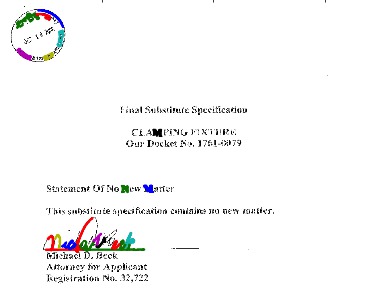 Final Substitute Specification
CLAMPING FIXTURE
Our Docket No. 1761-0079
Statement Of No New Matter
This substitute specification contains no new matter.
Michael D. Beck
Attorney for Applicant
Registration No. 32,722